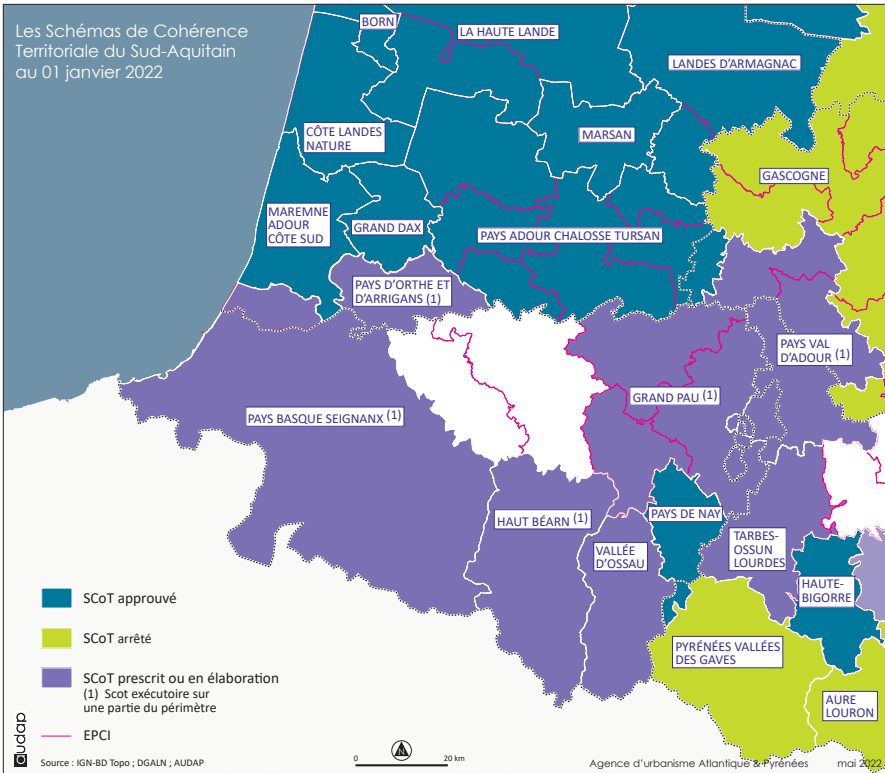 Les Schémas de Cohérence
Territoriale du Sud-Aquitain
au 01 janvier 2022
BORN
LA HAUTE LANDE
LANDES D'ARMAGNAC
CÔTE LANDES
NATURE
MARSAN
GASCOGNE
MAREMNE
ADOUR
CÔTE SUD
GRAND DAX
PAYS ADOUR CHALOSSE TURSAN
PAYS D'ORTHE ET
D'ARRIGANS (1)
PAYS VAL
D'ADOUR (1)
GRAND PAU (1)
PAYS BASQUE SEIGNANX (1)
HAUT BÉARN (1)
PAYS DE NAY
VALLÉE
D'OSSAU
TARBES-
OSSUN
LOURDES
HAUTE-
BIGORRE
PYRÉNÉES VALLÉES
DES GAVES
AURE
LOURON
SCoT approuvé
SCoT arrêté
SCoT prescrit ou en élaboration
(1) Scot exécutoire sur
une partie du périmètre
EPCI
audap
Source : IGN-BD Topo ; DGALN ; AUDAP
N
0 20 km
Agence d'urbanisme Atlantique & Pyrénées mai 2022